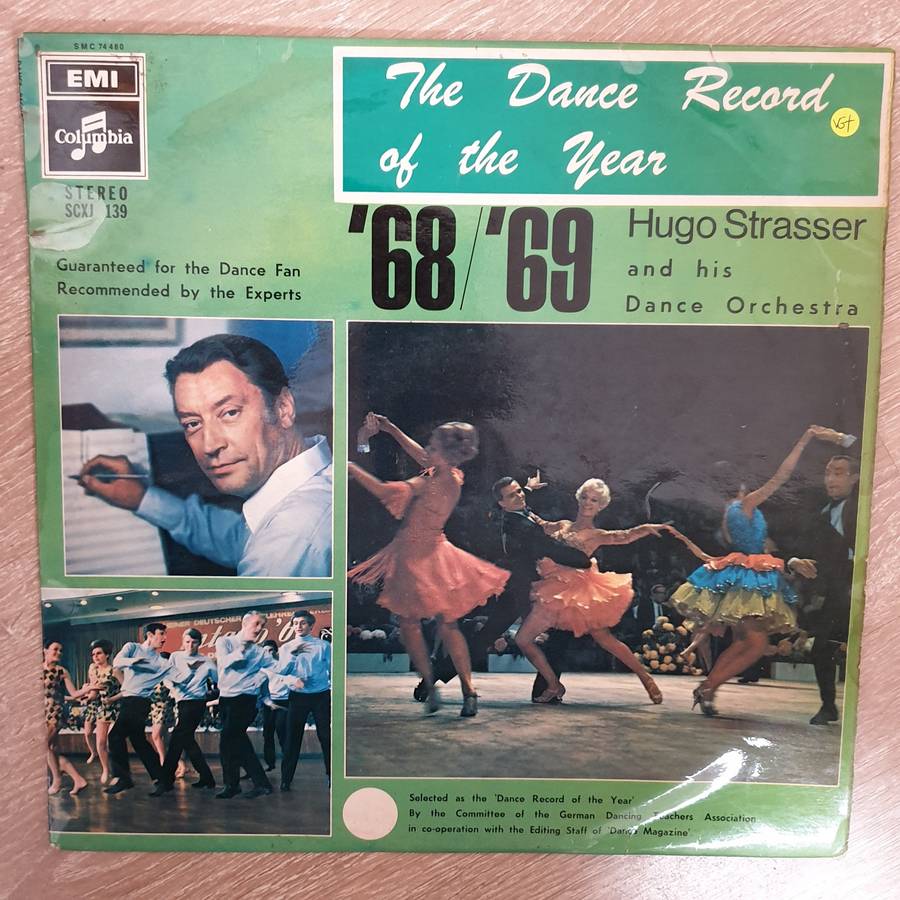 SMC 74480
EMI
Columbia
STEREO
SCXJ 139
The Dance Record
of the Year
VG+
'68/'69
Hugo Strasser
and his
Dance Orchestra
Guaranteed for the Dance Fan
Recommended by the Experts
DEUTSCHER
Selected as the 'Dance Record of the Year'
By the Committee of the German Dancing Teachers Association
in co-operation with the Editing Staff of 'Dance Magazine'